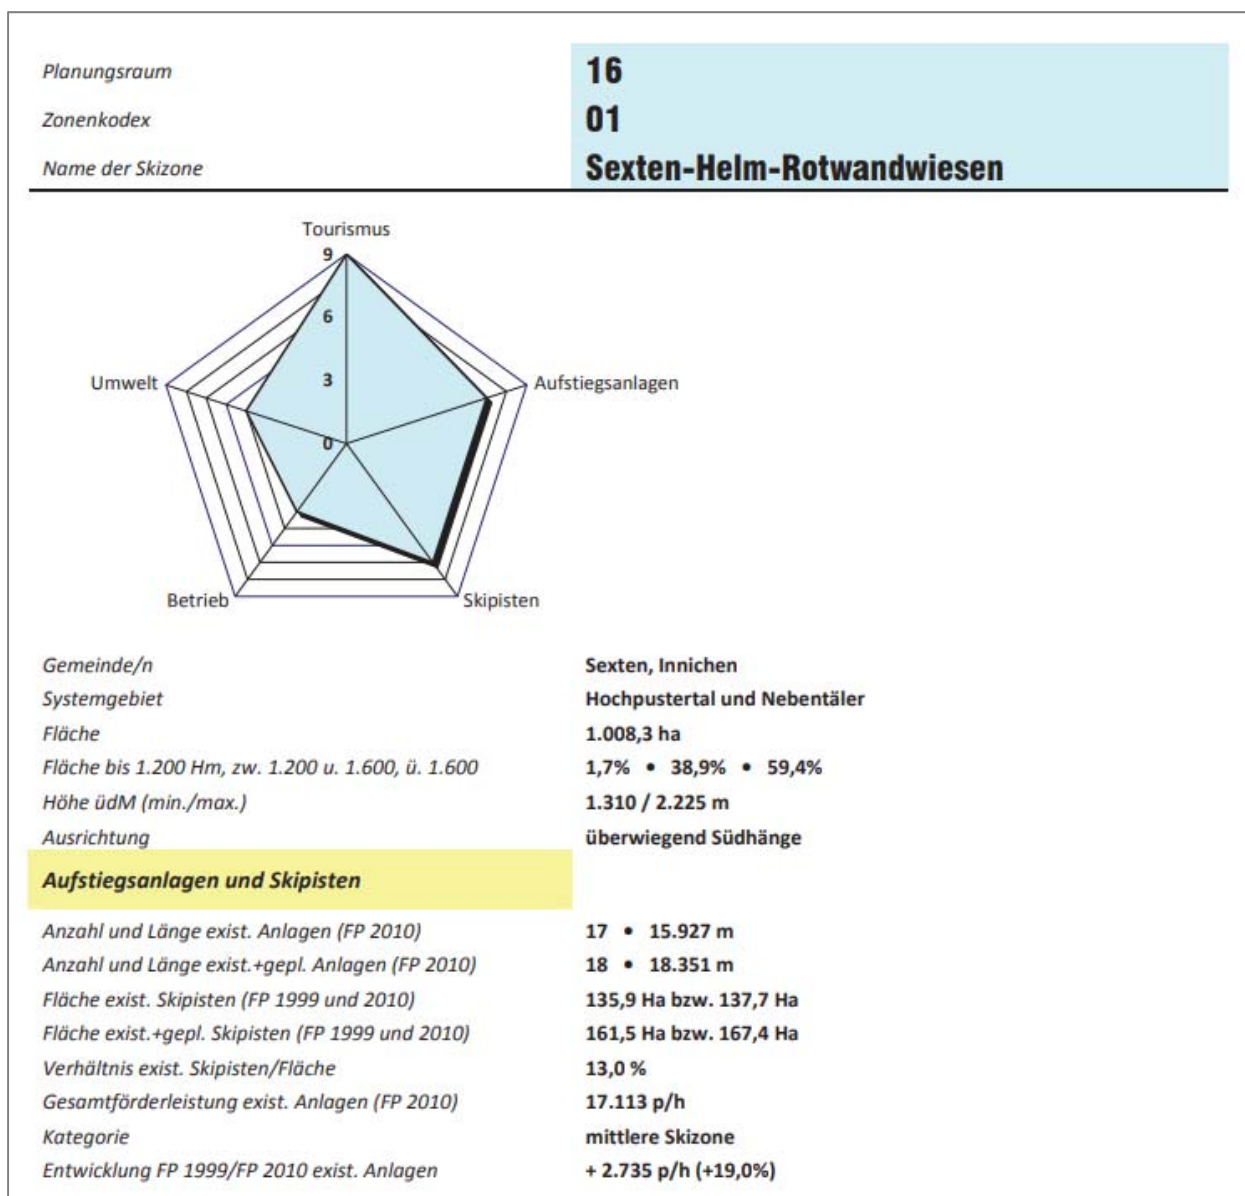 Planungsraum 16
Zonenkodex 01
Name der Skizone Sexten-Helm-Rotwandwiesen
Tourismus
9
6
Umwelt
3
Aufstiegsanlagen
0
Betrieb
Skipisten
Gemeinde/n Sexten, Innichen
Systemgebiet Hochpustertal und Nebentäler
Fläche 1.008,3 ha
Fläche bis 1.200 Hm, zw. 1.200 u. 1.600, ü. 1.600 1,7% • 38,9% • 59,4%
Höhe üdM (min./max.) 1.310 / 2.225 m
Ausrichtung überwiegend Südhänge
Aufstiegsanlagen und Skipisten
Anzahl und Länge exist. Anlagen (FP 2010) 17 • 15.927 m
Anzahl und Länge exist.+gepl. Anlagen (FP 2010) 18 • 18.351 m
Fläche exist. Skipisten (FP 1999 und 2010) 135,9 Ha bzw. 137,7 Ha
Fläche exist.+gepl. Skipisten (FP 1999 und 2010) 161,5 Ha bzw. 167,4 Ha
Verhältnis exist. Skipisten/Fläche 13,0 %
Gesamtförderleistung exist. Anlagen (FP 2010) 17.113 p/h
Kategorie mittlere Skizone
Entwicklung FP 1999/FP 2010 exist. Anlagen + 2.735 p/h (+19,0%)